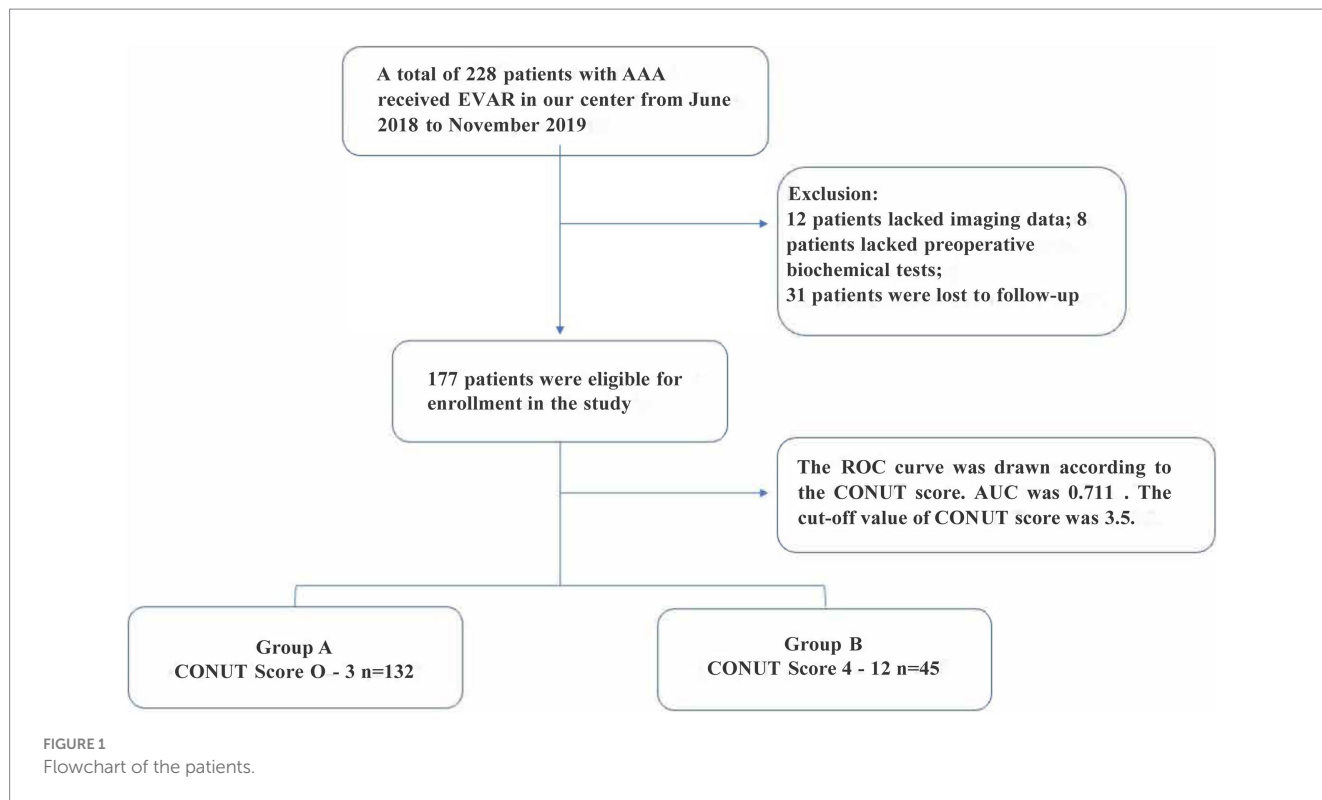 A total of 228 patients with AAA
received EVAR in our center from June
2018 to November 2019
Exclusion:
12 patients lacked imaging data; 8
patients lacked preoperative
biochemical tests;
31 patients were lost to follow-up
177 patients were eligible for
enrollment in the study
The ROC curve was drawn according to
the CONUT score. AUC was 0.711 . The
cut-off value of CONUT score was 3.5.
Group A
CONUT Score O - 3 n=132
Group B
CONUT Score 4 - 12 n=45
FIGURE 1
Flowchart of the patients.